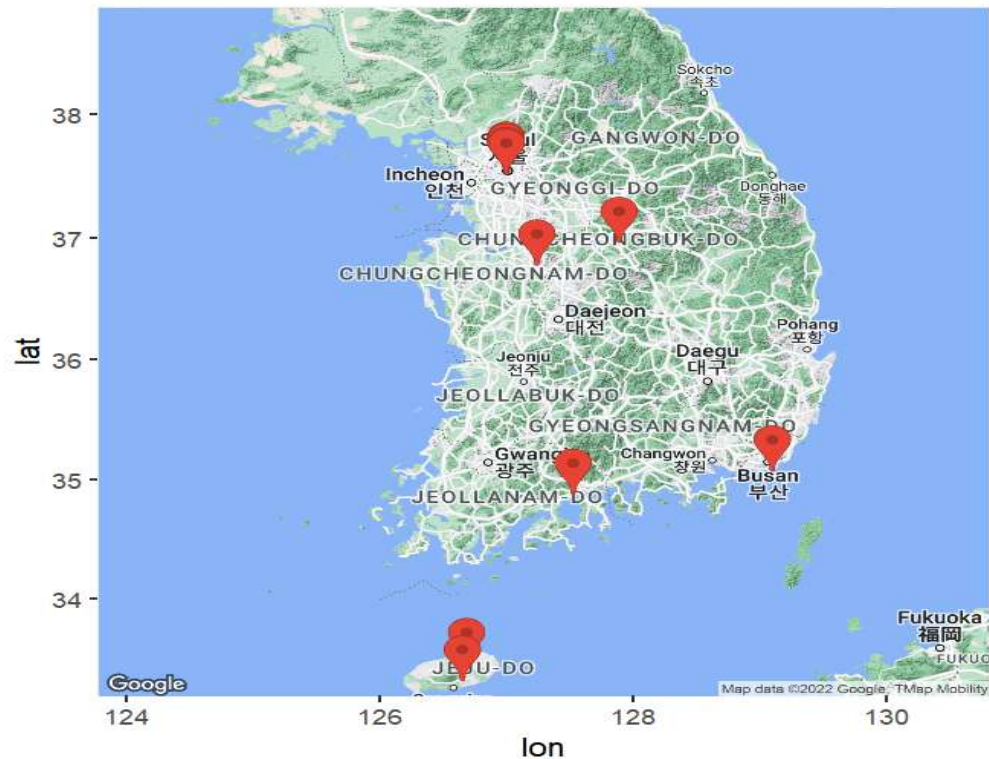 Sokcho
속초
38
GANGWON-DO
Incheon
인천
GYEONGGI-DO
Donghae
동해
37
CHUNGCHEONGNAM-DO
Daejeon
대전
Pohang
포항
lat
36
Jeonju
전주
Daegu
대구
JEOLLABUK-DO
GYEONGSANGNAM-DO
Changwon
창원
광주
35
Busan
부산
JEOLLANAM-DO
34
Fukuoka
福岡
JEJU-DO
Google
Map data ©2022 Google, TMap Mobility
124
126
128
130
lon